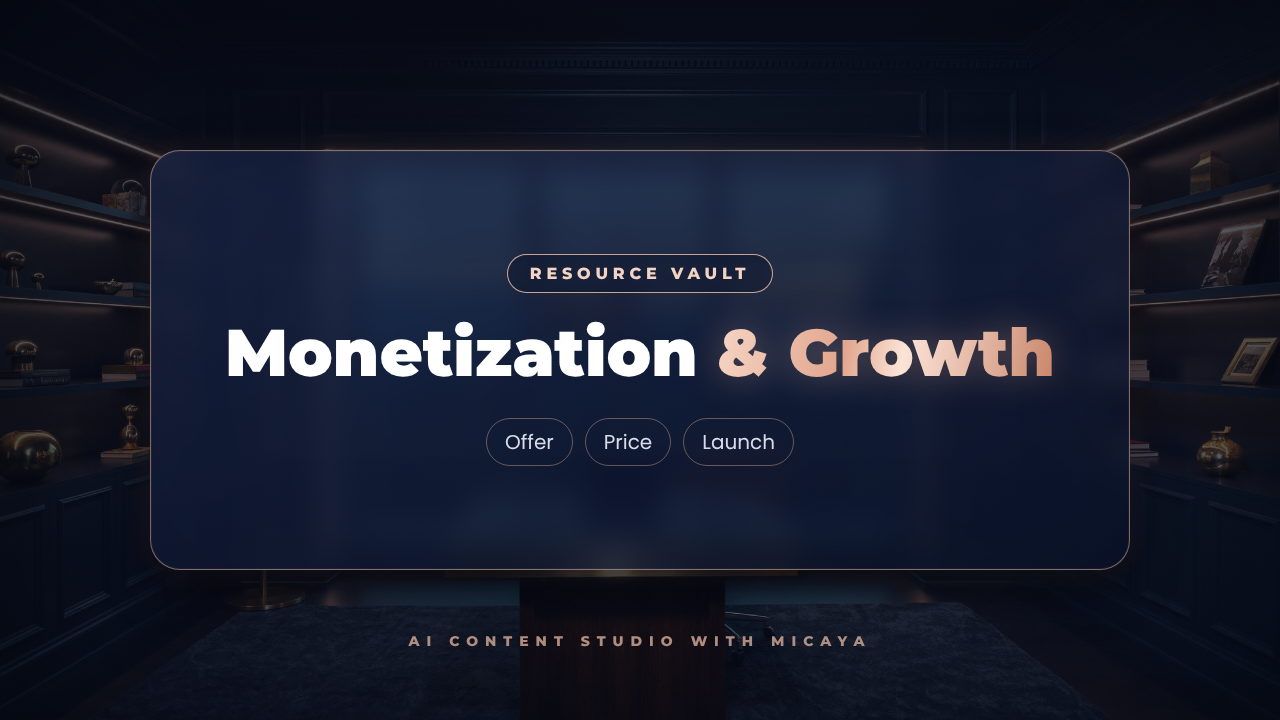 RESOURCE VAULT
Monetization & Growth
Offer Price Launch
AI CONTENT STUDIO WITH MICAYA